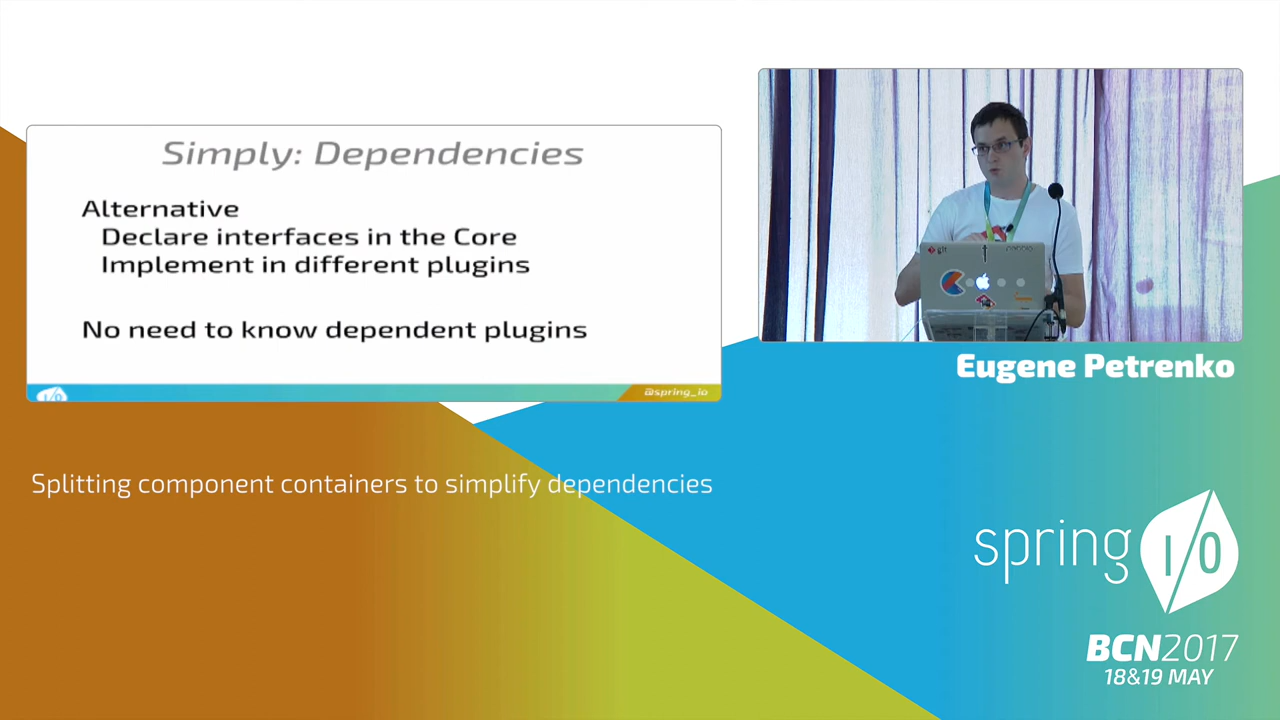 Simply: Dependencies
Alternative
Declare interfaces in the Core
Implement in different plugins
No need to know dependent plugins
I/O
@spring_io
git
Eugene Petrenko
Splitting component containers to simplify dependencies
spring I/O
BCN2017
18&19 MAY